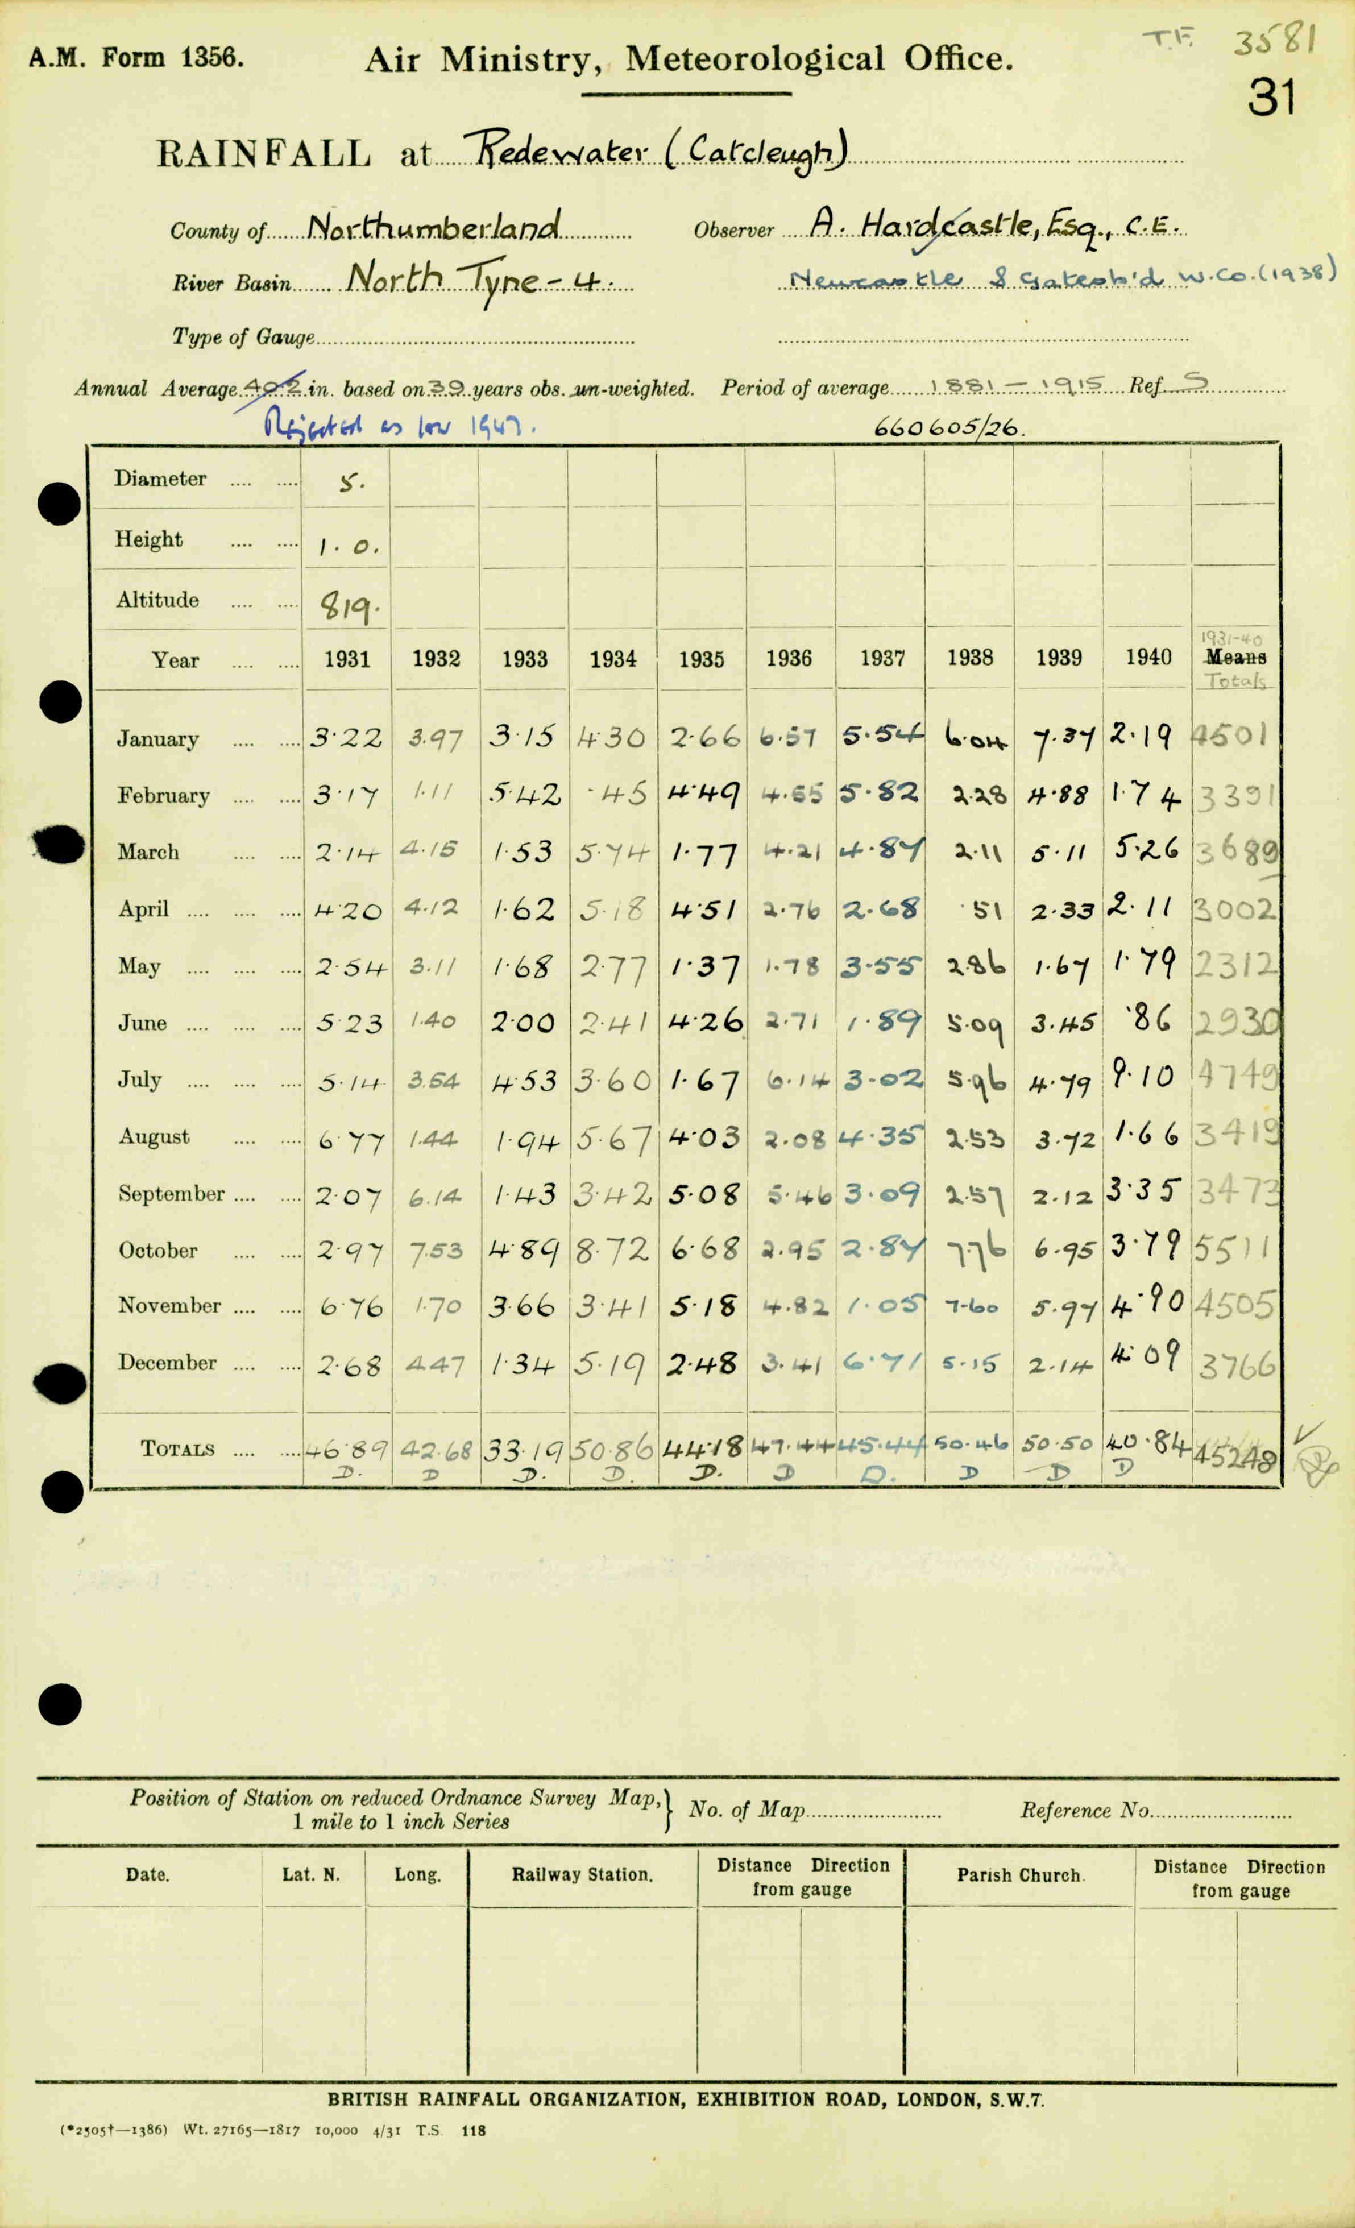 T.F. 3581
A.M. Form 1356. Air Ministry, Meteorological Office.
31
RAINFALL at Redewater (Catcleugh)
County of Northumberland Observer A. Hardcastle, Esq., C.E.
River Basin North Tyne - 4. Newcastle & Gatesh'd W.Co. (1938)
Type of Gauge
Annual Average 40.2 in. based on 39 years obs. un-weighted. Period of average 1881 - 1915 Ref. S
Rejected as low 1947. 660605/26.
Diameter 5.
Height 1. 0.
Altitude 819.
1931-40
Year 1931 1932 1933 1934 1935 1936 1937 1938 1939 1940 Means
Totals
January 3.22 3.97 3.15 4.30 2.66 6.57 5.54 6.04 7.37 2.19 4501
February 3.17 1.11 5.42 .45 4.49 4.55 5.82 2.28 4.88 1.74 3391
March 2.14 4.15 1.53 5.74 1.77 4.21 4.87 2.11 5.11 5.26 3689
April 4.20 4.12 1.62 5.18 4.51 2.76 2.68 .51 2.33 2.11 3002
May 2.54 3.11 1.68 2.77 1.37 1.78 3.55 2.86 1.67 1.79 2312
June 5.23 1.40 2.00 2.41 4.26 2.71 1.89 5.09 3.45 .86 2930
July 5.14 3.54 4.53 3.60 1.67 6.14 3.02 5.96 4.79 9.10 4749
August 6.77 1.44 1.94 5.67 4.03 2.08 4.35 2.53 3.72 1.66 3419
September 2.07 6.14 1.43 3.42 5.08 5.46 3.09 2.57 2.12 3.35 3473
October 2.97 7.53 4.89 8.72 6.68 2.95 2.87 7.76 6.95 3.79 5511
November 6.76 1.70 3.66 3.41 5.18 4.82 1.05 7.60 5.97 4.90 4505
December 2.68 4.47 1.34 5.19 2.48 3.41 6.71 5.15 2.14 4.09 3766
TOTALS 46.89 42.68 33.19 50.86 44.18 47.44 45.44 50.46 50.50 40.84 45248
D. D D. D. D. D D. D D D
Position of Station on reduced Ordnance Survey Map,
1 mile to 1 inch Series
No. of Map Reference No.
Date. Lat. N. Long. Railway Station. Distance Direction from gauge Parish Church. Distance Direction from gauge
BRITISH RAINFALL ORGANIZATION, EXHIBITION ROAD, LONDON, S.W.7.
(*2505†—1386) Wt. 27165—1817 10,000 4/31 T.S. 118